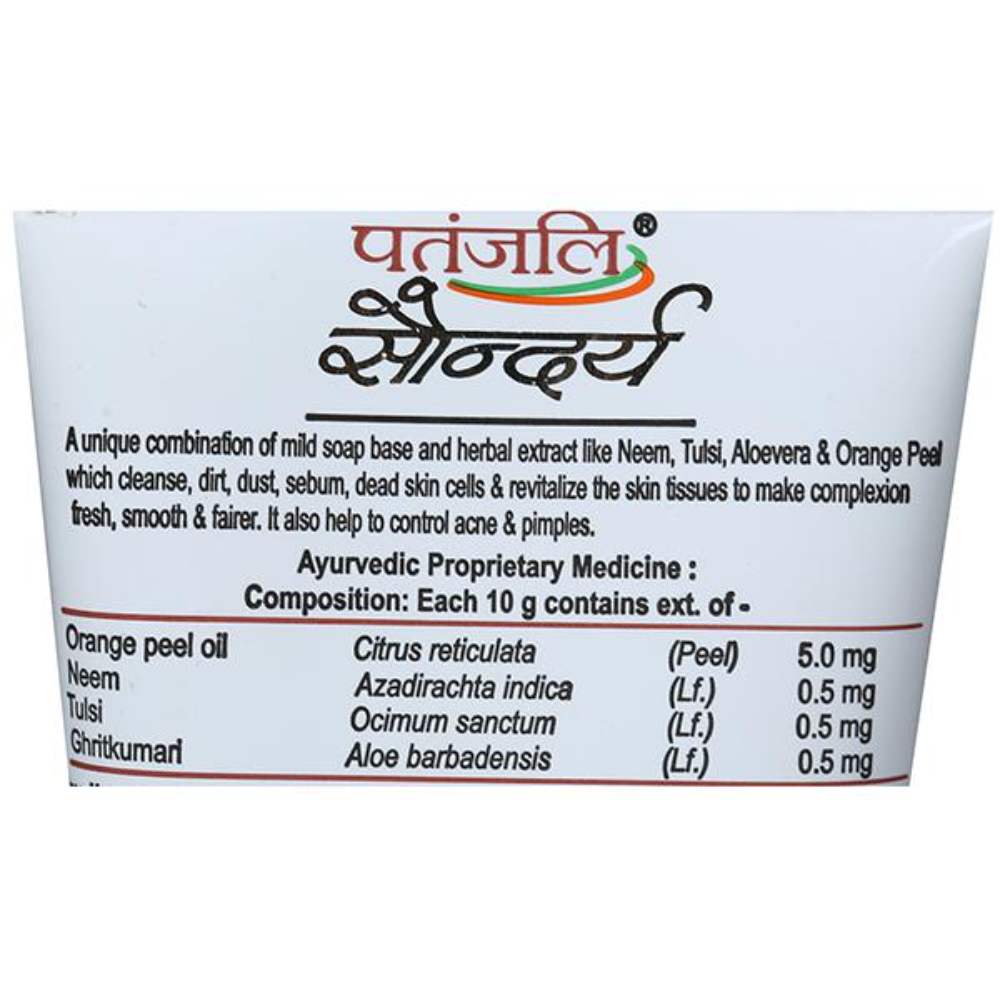 पतंजलि®
सौन्दर्य
A unique combination of mild soap base and herbal extract like Neem, Tulsi, Aloevera & Orange Peel
which cleanse, dirt, dust, sebum, dead skin cells & revitalize the skin tissues to make complexion
fresh, smooth & fairer. It also help to control acne & pimples.
Ayurvedic Proprietary Medicine :
Composition: Each 10 g contains ext. of -
Orange peel oil Citrus reticulata (Peel) 5.0 mg
Neem Azadirachta indica (Lf.) 0.5 mg
Tulsi Ocimum sanctum (Lf.) 0.5 mg
Ghritkumari Aloe barbadensis (Lf.) 0.5 mg